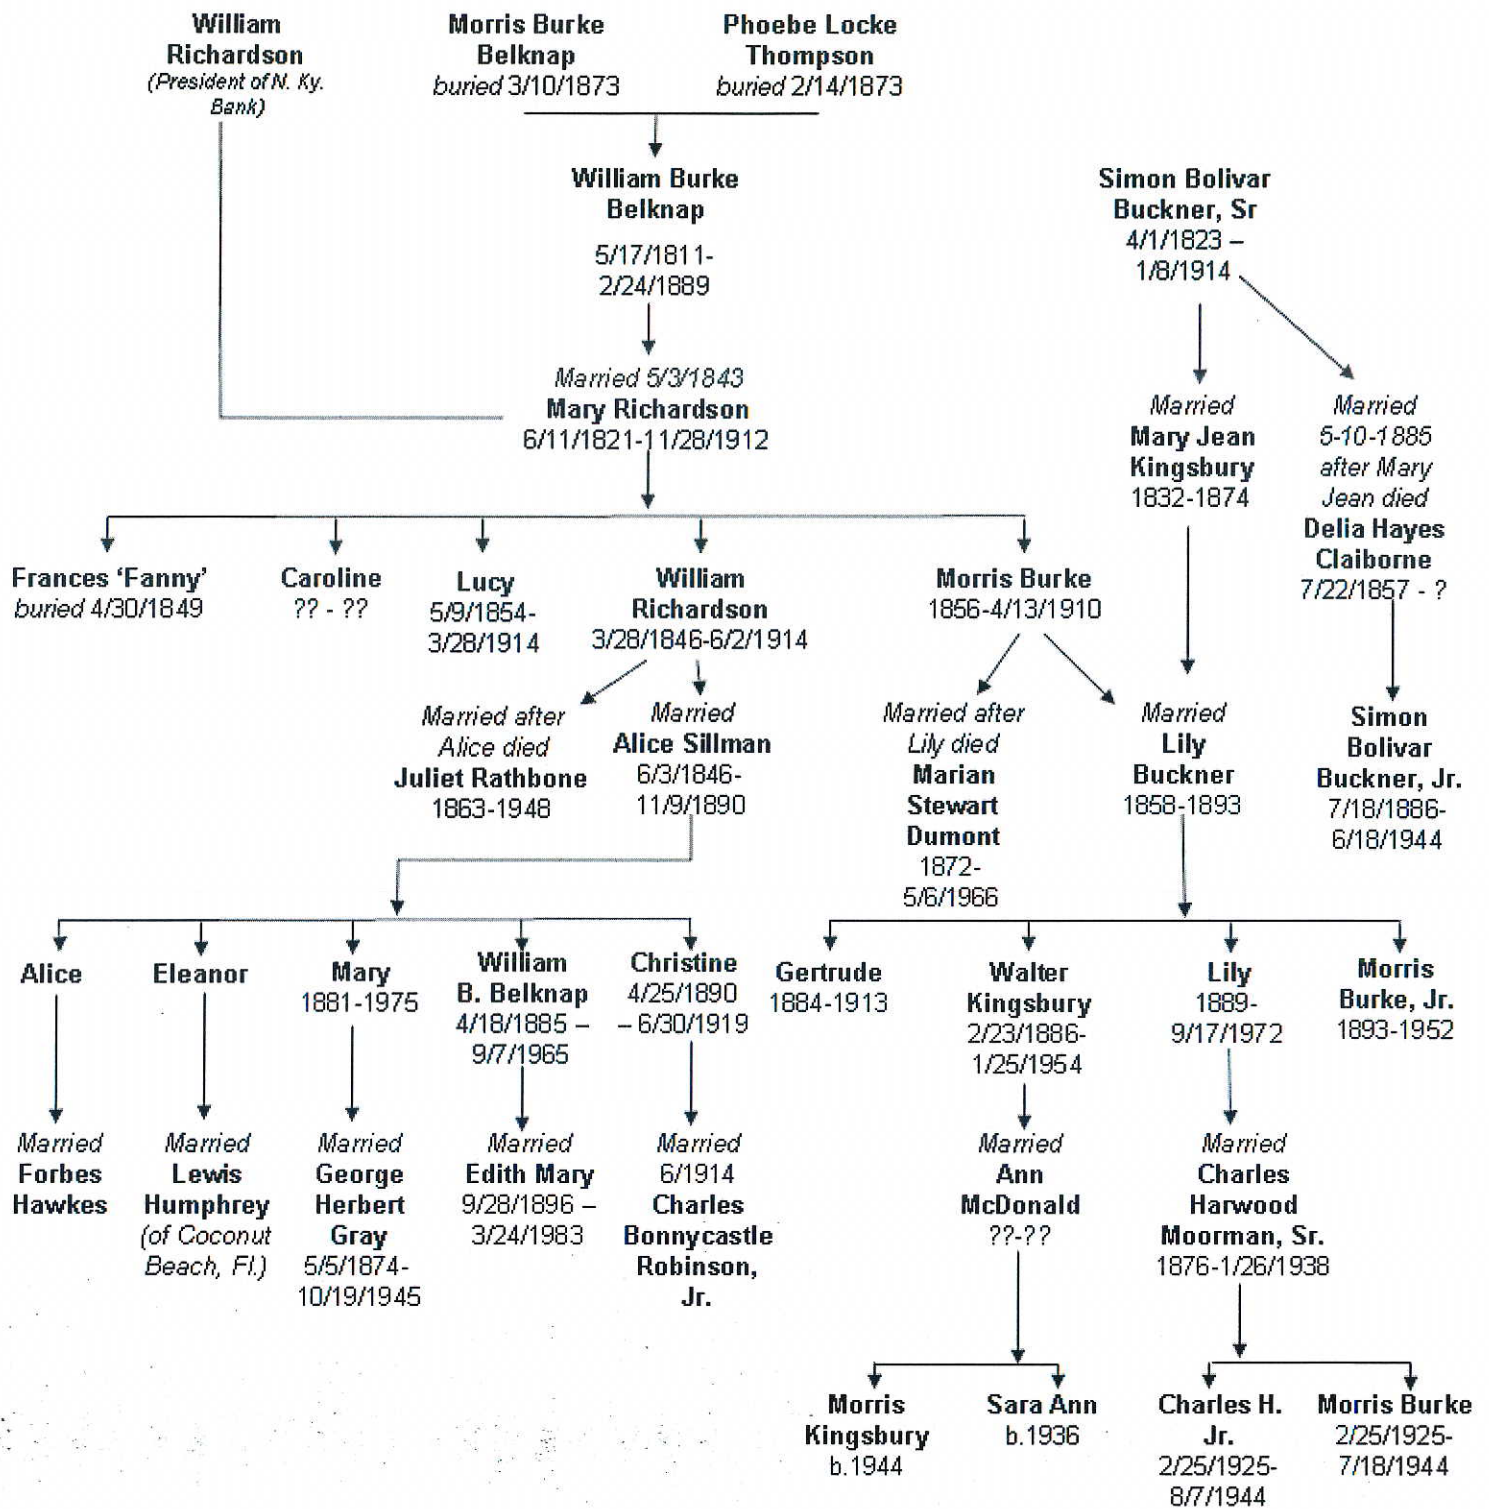 William
Richardson
(President of N. Ky.
Bank)
Morris Burke
Belknap
buried 3/10/1873
Phoebe Locke
Thompson
buried 2/14/1873
William Burke
Belknap
5/17/1811-
2/24/1889
Simon Bolivar
Buckner, Sr
4/1/1823 –
1/8/1914
Married 5/3/1843
Mary Richardson
6/11/1821-11/28/1912
Married
Mary Jean
Kingsbury
1832-1874
Married
5-10-1885
after Mary
Jean died
Delia Hayes
Claiborne
7/22/1857 - ?
Frances ‘Fanny’
buried 4/30/1849
Caroline
?? - ??
Lucy
5/9/1854-
3/28/1914
William
Richardson
3/28/1846-6/2/1914
Morris Burke
1856-4/13/1910
Married after
Alice died
Juliet Rathbone
1863-1948
Married
Alice Sillman
6/3/1846-
11/9/1890
Married after
Lily died
Marian
Stewart
Dumont
1872-
5/6/1966
Married
Lily
Buckner
1858-1893
Simon
Bolivar
Buckner, Jr.
7/18/1886-
6/18/1944
Alice
Eleanor
Mary
1881-1975
William
B. Belknap
4/18/1885 –
9/7/1965
Christine
4/25/1890
– 6/30/1919
Gertrude
1884-1913
Walter
Kingsbury
2/23/1886-
1/25/1954
Lily
1889-
9/17/1972
Morris
Burke, Jr.
1893-1952
Married
Forbes
Hawkes
Married
Lewis
Humphrey
(of Coconut
Beach, Fl.)
Married
George
Herbert
Gray
5/5/1874-
10/19/1945
Married
Edith Mary
9/28/1896 –
3/24/1983
Married
6/1914
Charles
Bonnycastle
Robinson,
Jr.
Married
Ann
McDonald
??-??
Married
Charles
Harwood
Moorman, Sr.
1876-1/26/1938
Morris
Kingsbury
b.1944
Sara Ann
b.1936
Charles H.
Jr.
2/25/1925-
8/7/1944
Morris Burke
2/25/1925-
7/18/1944